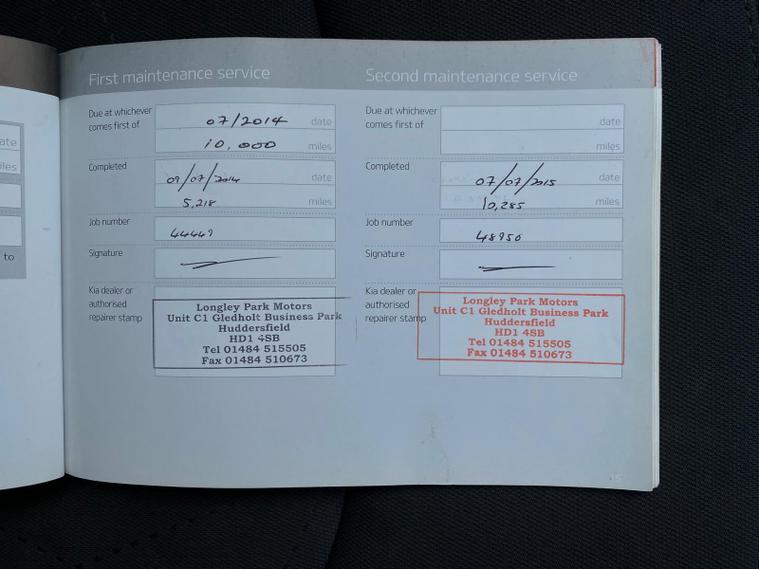 First maintenance service
Due at whichever
comes first of
07/2014 date
10,000 miles
Completed
09/07/2014 date
5,218 miles
Job number
44449
Signature
Kia dealer or
authorised
repairer stamp
Longley Park Motors
Unit C1 Gledholt Business Park
Huddersfield
HD1 4SB
Tel 01484 515505
Fax 01484 510673
Second maintenance service
Due at whichever
comes first of
date
miles
Completed
07/07/2015 date
10,285 miles
Job number
48950
Signature
Kia dealer or
authorised
repairer stamp
Longley Park Motors
Unit C1 Gledholt Business Park
Huddersfield
HD1 4SB
Tel 01484 515505
Fax 01484 510673
ate
iles
to